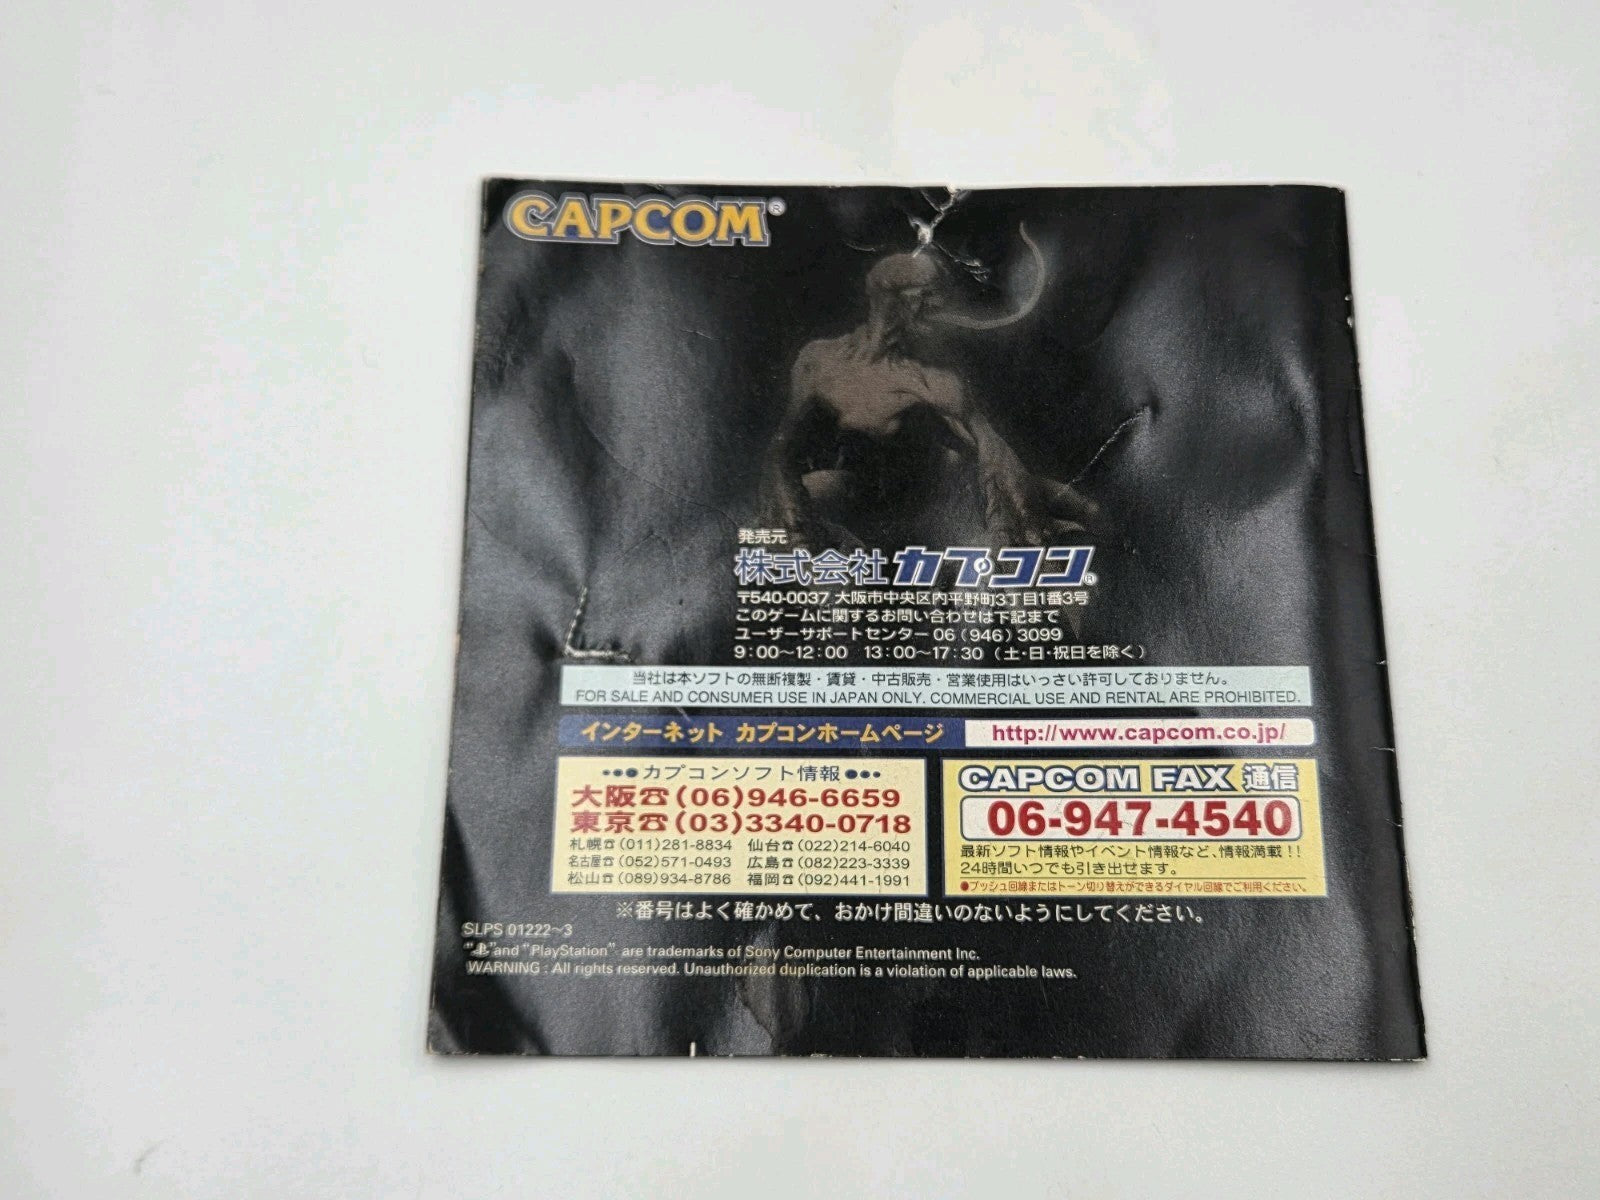 CAPCOM®
発売元
株式会社 カプコン®
〒540-0037 大阪市中央区内平野町3丁目1番3号
このゲームに関するお問い合わせは下記まで
ユーザーサポートセンター 06(946)3099
9:00〜12:00 13:00〜17:30(土・日・祝日を除く)
当社は本ソフトの無断複製・賃貸・中古販売・営業使用はいっさい許可しておりません。
FOR SALE AND CONSUMER USE IN JAPAN ONLY. COMMERCIAL USE AND RENTAL ARE PROHIBITED.
インターネット カプコンホームページ http://www.capcom.co.jp/
●●●カプコンソフト情報●●●
大阪☎(06)946-6659
東京☎(03)3340-0718
札幌☎(011)281-8834 仙台☎(022)214-6040
名古屋☎(052)571-0493 広島☎(082)223-3339
松山☎(089)934-8786 福岡☎(092)441-1991
CAPCOM FAX 通信
06-947-4540
最新ソフト情報やイベント情報など、情報満載!!
24時間いつでも引き出せます。
●プッシュ回線またはトーン切り替えができるダイヤル回線でご利用ください。
※番号はよく確かめて、おかけ間違いのないようにしてください。
SLPS 01222〜3
" " and "PlayStation" are trademarks of Sony Computer Entertainment Inc.
WARNING : All rights reserved. Unauthorized duplication is a violation of applicable laws.